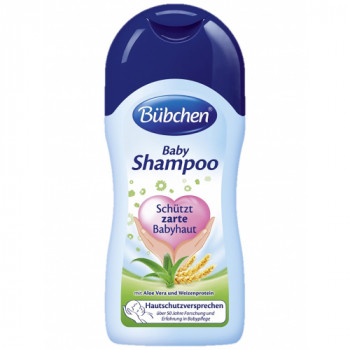 Bübchen
Baby
Shampoo
Schützt
zarte
Babyhaut
mit Aloe Vera und Weizenprotein
Hautschutzversprechen
über 50 Jahre Forschung und
Erfahrung in Babypflege